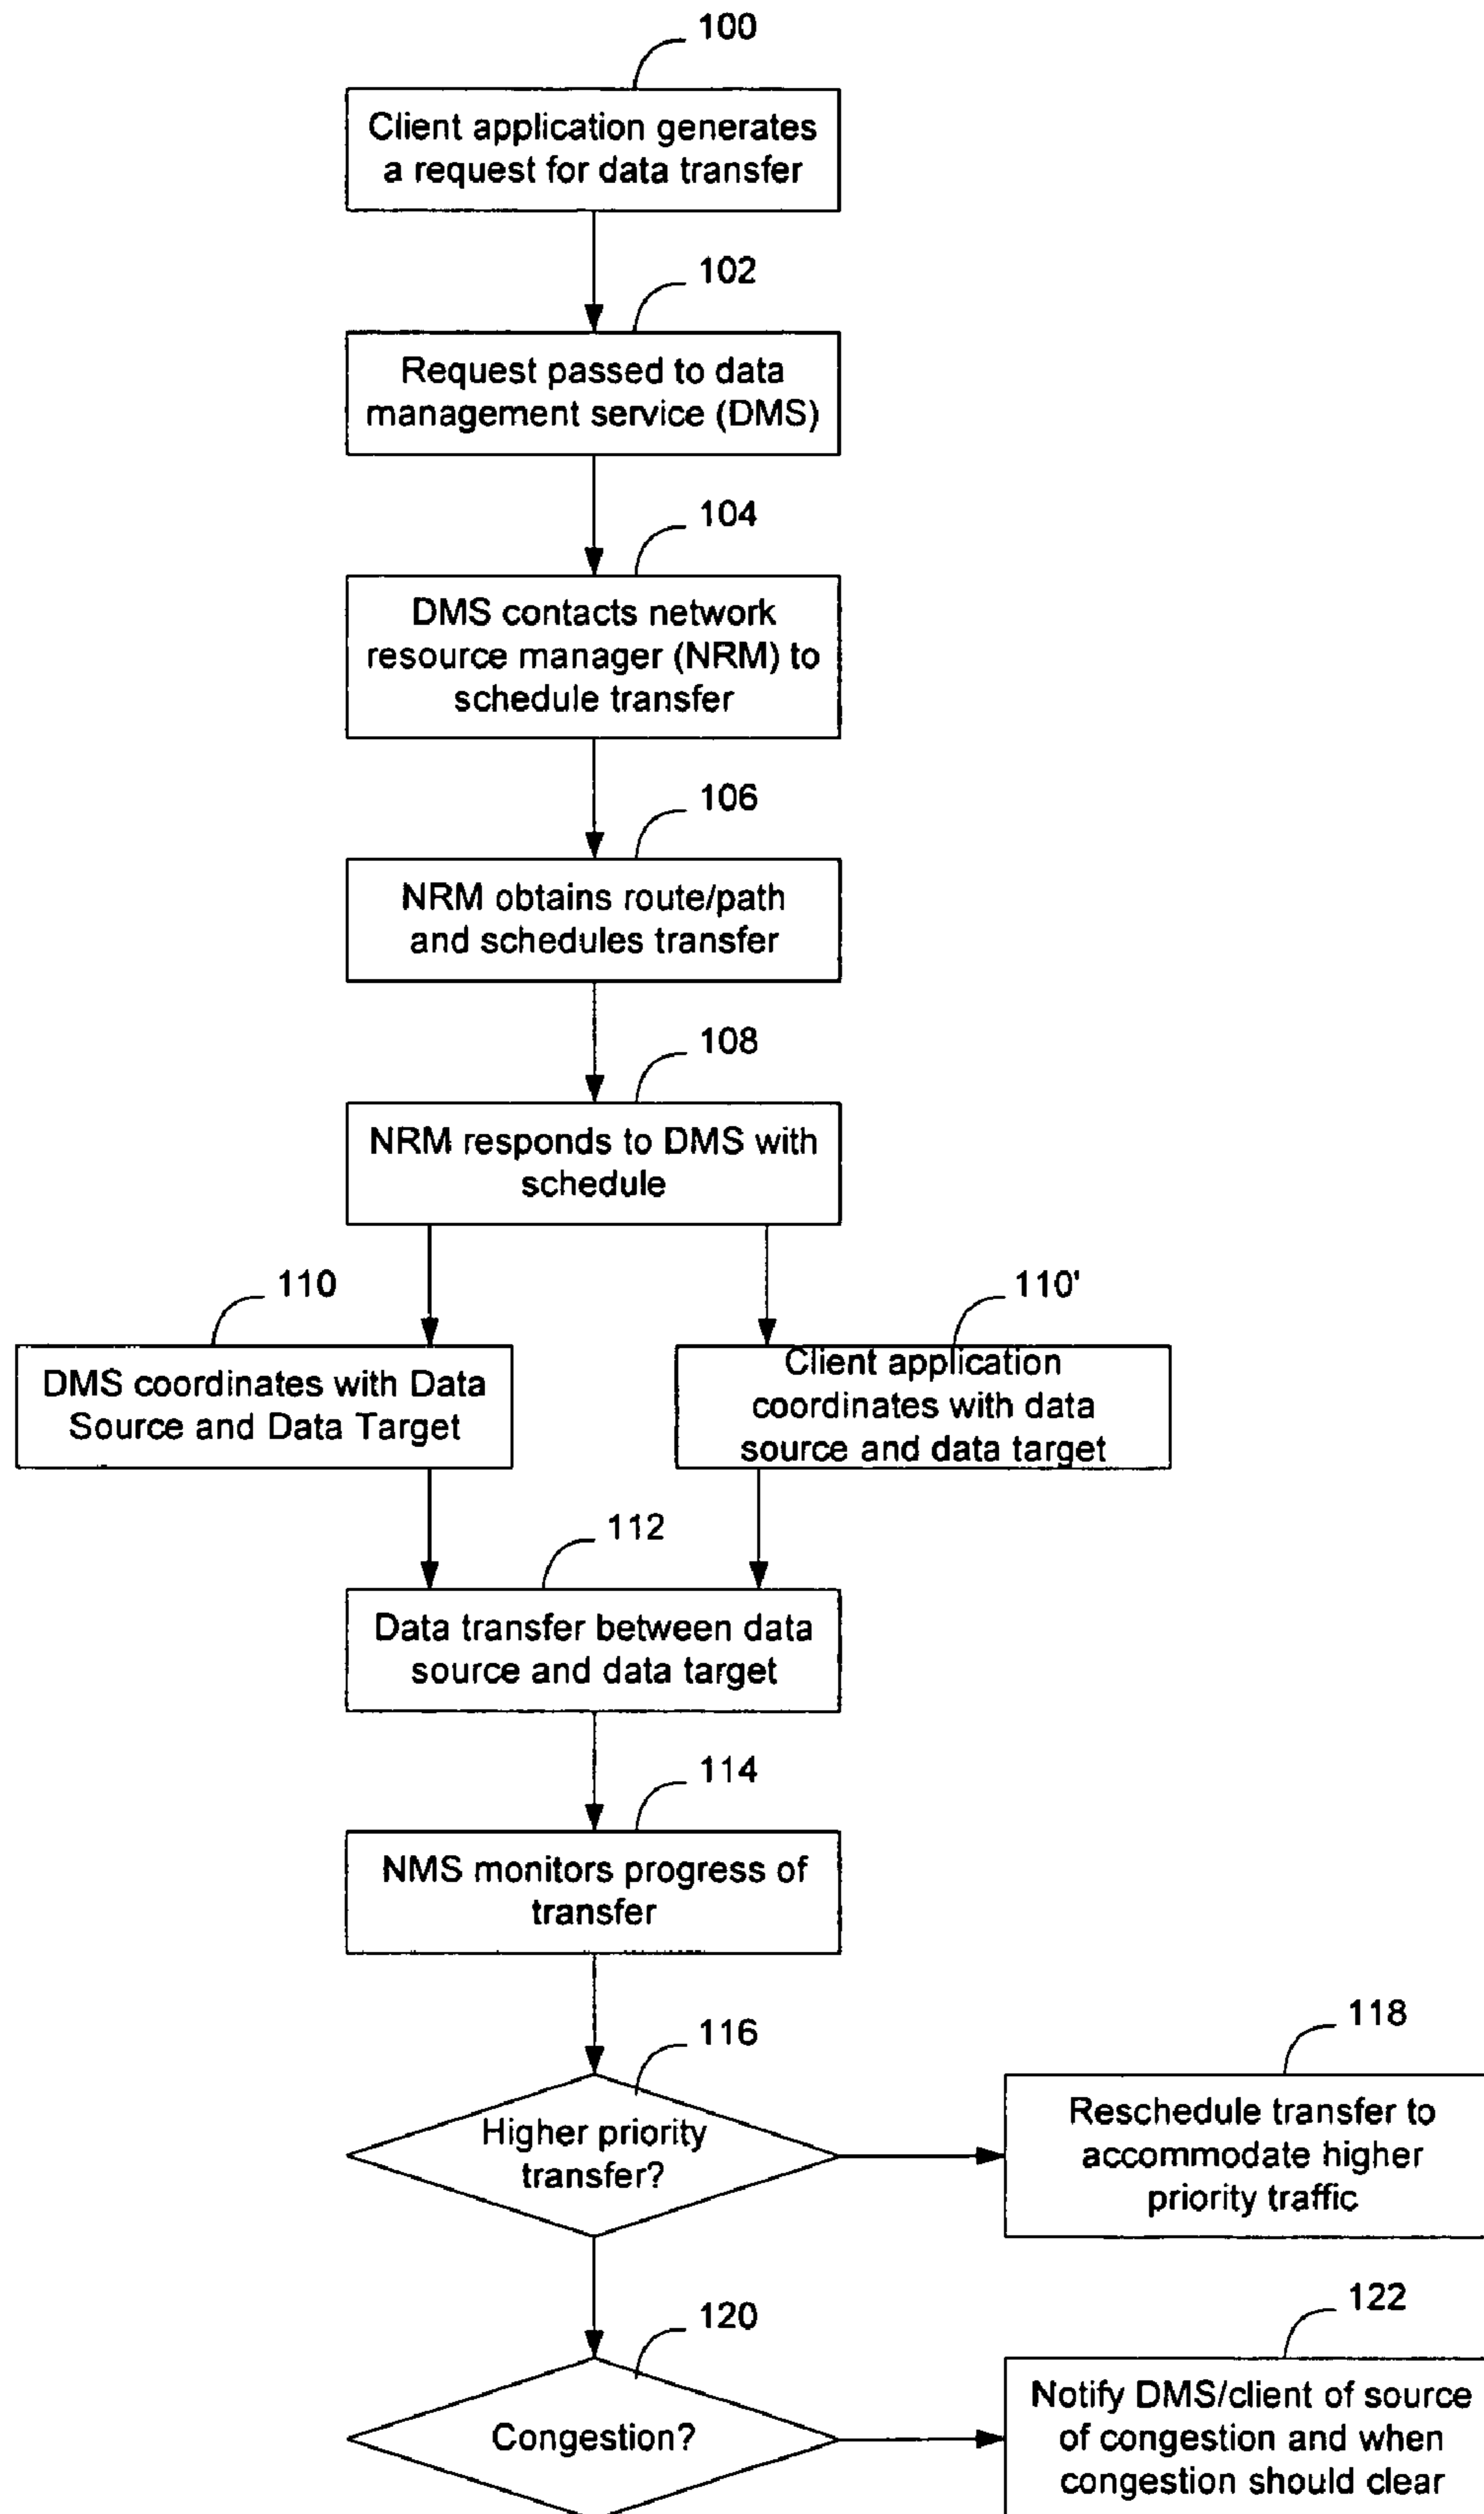 100
Client application generates
a request for data transfer
102
Request passed to data
management service (DMS)
104
DMS contacts network
resource manager (NRM) to
schedule transfer
106
NRM obtains route/path
and schedules transfer
108
NRM responds to DMS with
schedule
110
DMS coordinates with Data
Source and Data Target
110'
Client application
coordinates with data
source and data target
112
Data transfer between data
source and data target
114
NMS monitors progress of
transfer
116
Higher priority
transfer?
118
Reschedule transfer to
accommodate higher
priority traffic
120
Congestion?
122
Notify DMS/client of source
of congestion and when
congestion should clear